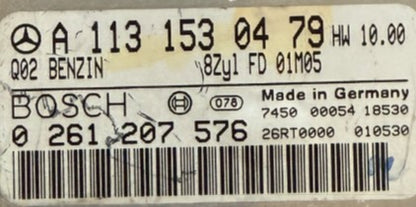 A 113 153 04 79 HW 10.00
Q02 BENZIN 8Zyl FD 01M05
BOSCH 078 Made in Germany
7450 00054 18530
0 261 207 576 26RT0000 010530